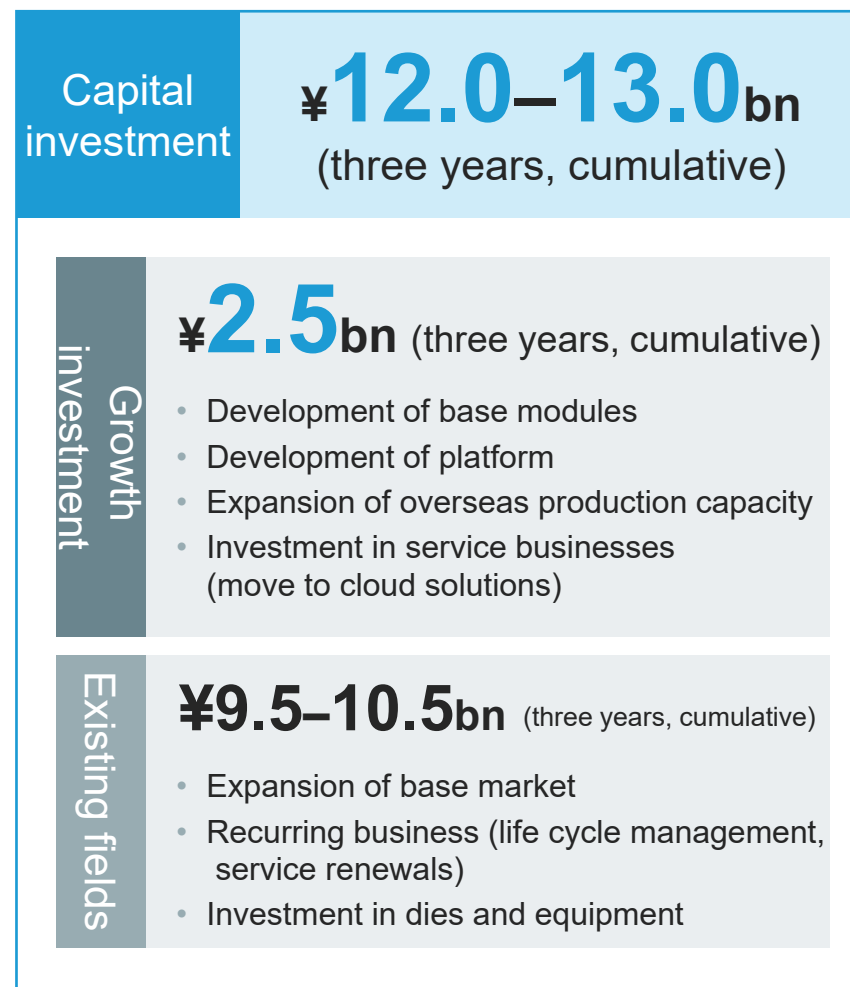 Capital
investment
¥12.0–13.0bn
(three years, cumulative)
Growth
investment
¥2.5bn (three years, cumulative)
• Development of base modules
• Development of platform
• Expansion of overseas production capacity
• Investment in service businesses
(move to cloud solutions)
Existing fields
¥9.5–10.5bn (three years, cumulative)
• Expansion of base market
• Recurring business (life cycle management,
service renewals)
• Investment in dies and equipment